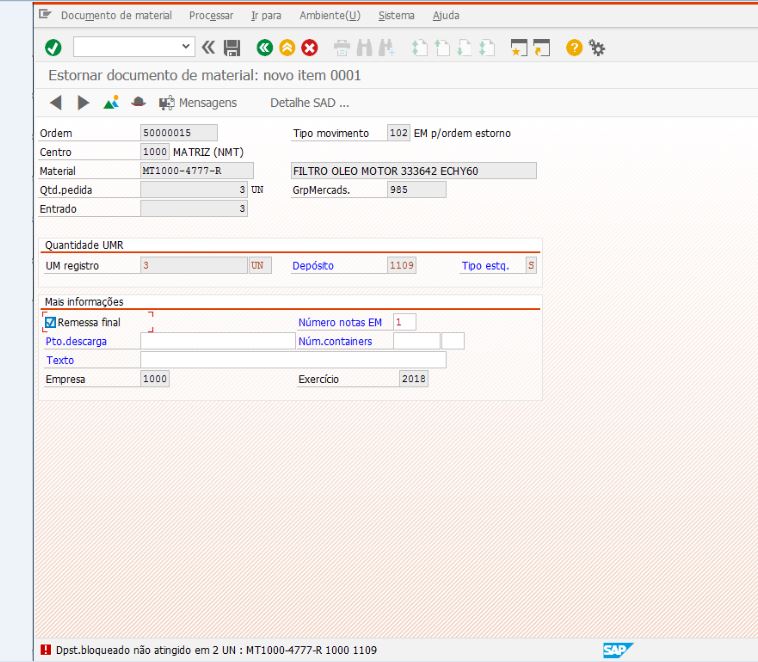 Documento de material Processar Ir para Ambiente(U) Sistema Ajuda
Estornar documento de material: novo item 0001
Mensagens Detalhe SAD ...
Ordem 50000015 Tipo movimento 102 EM p/ordem estorno
Centro 1000 MATRIZ (NMT)
Material MT1000-4777-R FILTRO OLEO MOTOR 333642 ECHY60
Qtd.pedida 3 UN GrpMercads. 985
Entrado 3
Quantidade UMR
UM registro 3 UN Depósito 1109 Tipo estq. S
Mais informações
Remessa final Número notas EM 1
Pto.descarga Núm.containers
Texto
Empresa 1000 Exercício 2018
Dpst.bloqueado não atingido em 2 UN : MT1000-4777-R 1000 1109 SAP